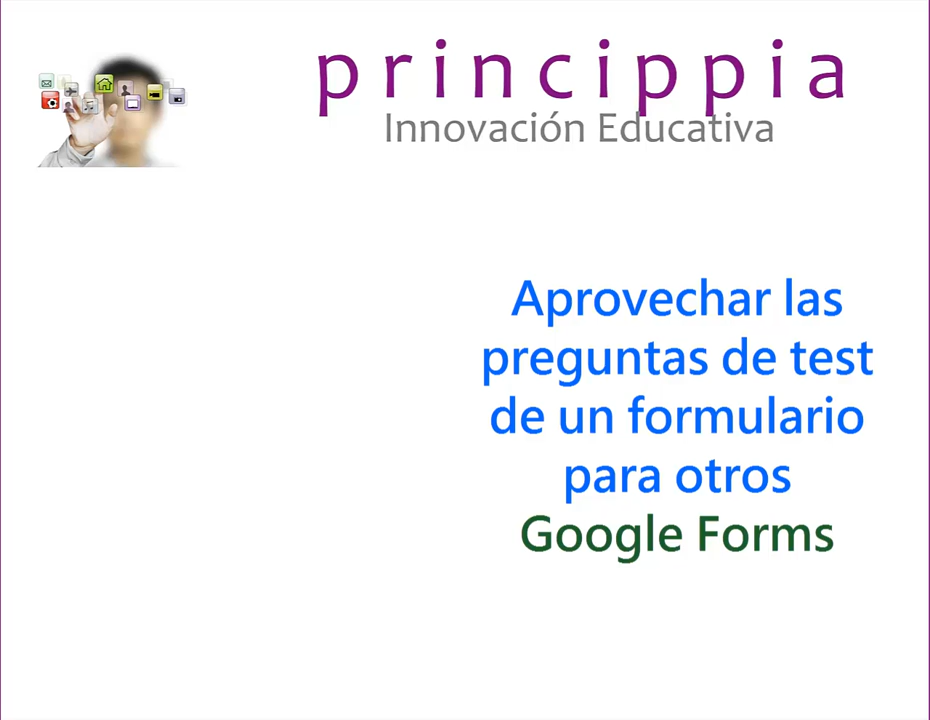 princippia
Innovación Educativa
Aprovechar las
preguntas de test
de un formulario
para otros
Google Forms